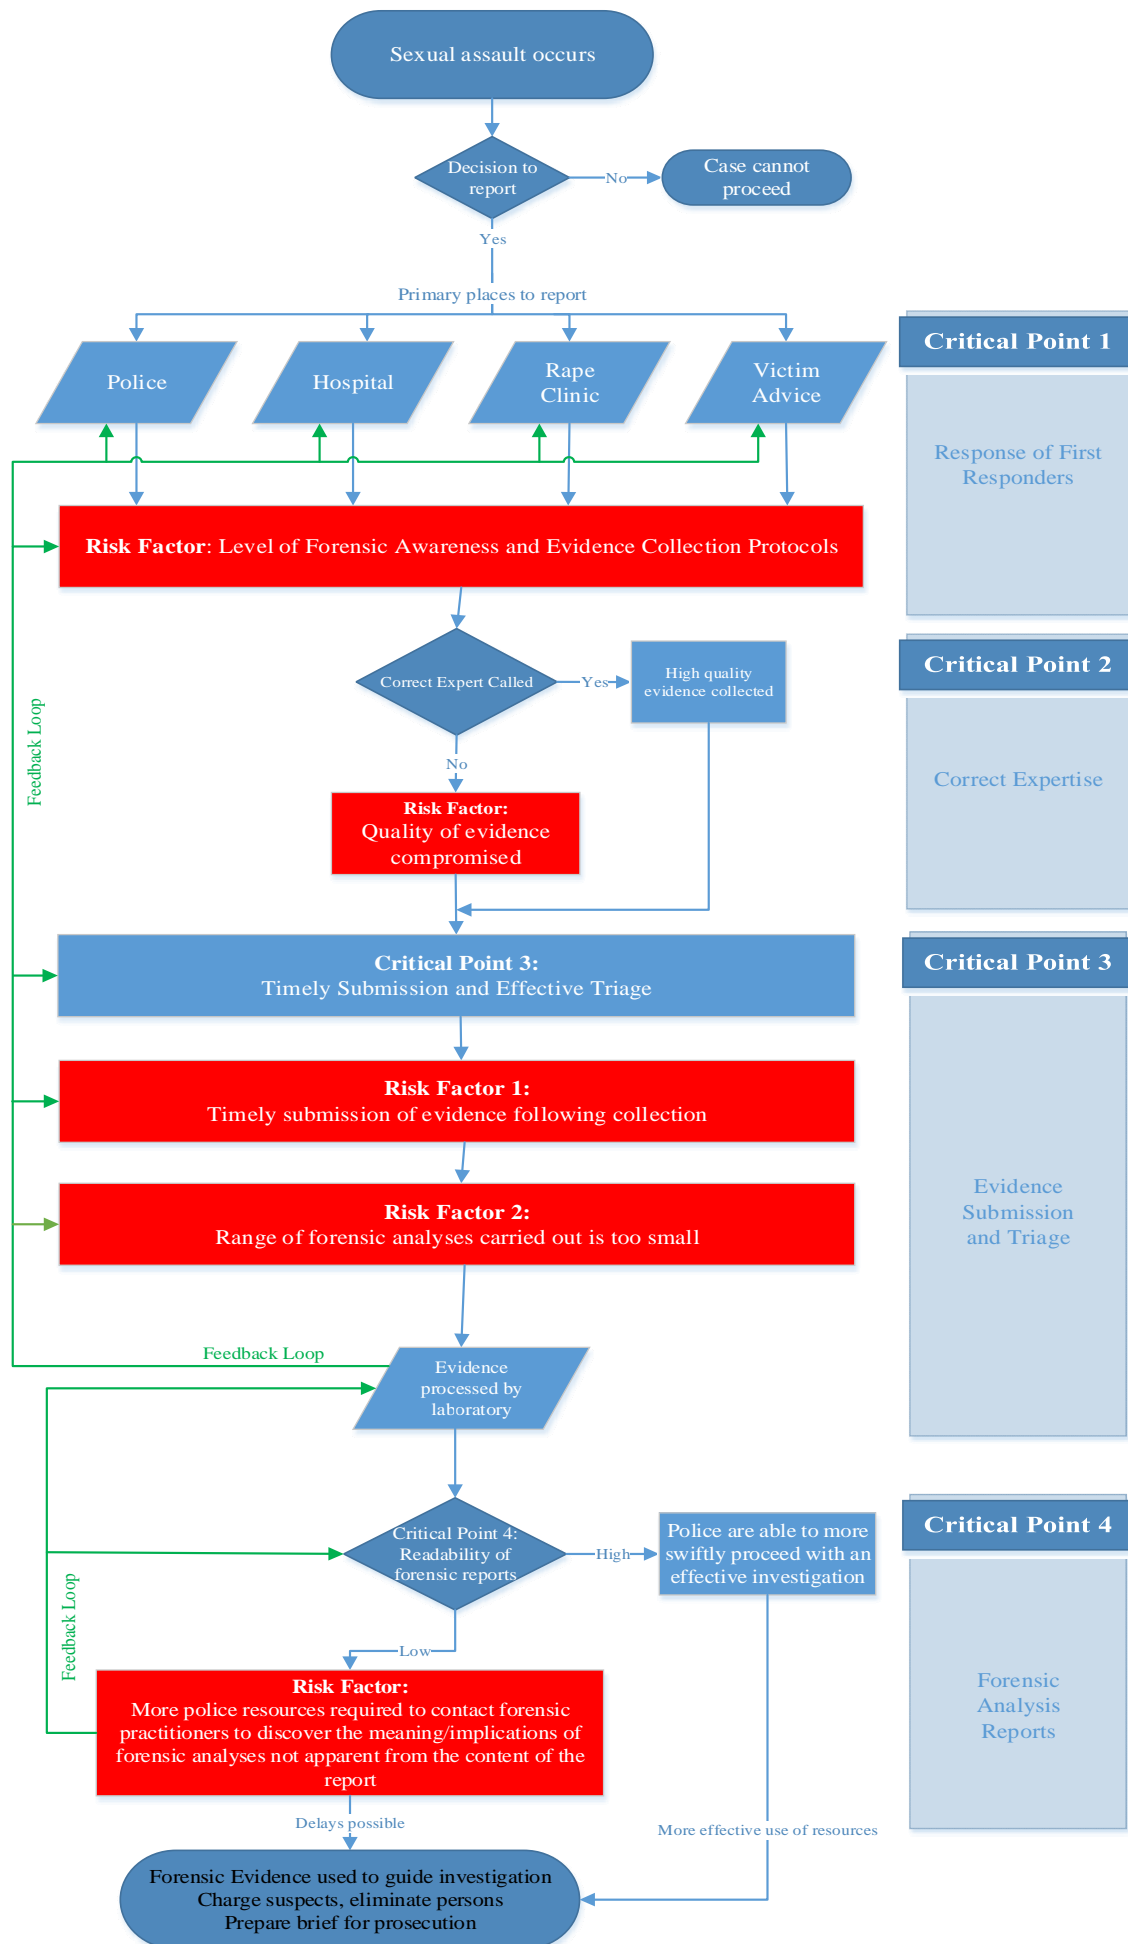 Sexual assault occurs
Decision to
report
No
Case cannot
proceed
Yes
Primary places to report
Police
Hospital
Rape
Clinic
Victim
Advice
Critical Point 1
Response of First
Responders
Risk Factor: Level of Forensic Awareness and Evidence Collection Protocols
Correct Expert Called
Yes
High quality
evidence collected
No
Risk Factor:
Quality of evidence
compromised
Critical Point 2
Correct Expertise
Feedback Loop
Critical Point 3:
Timely Submission and Effective Triage
Risk Factor 1:
Timely submission of evidence following collection
Risk Factor 2:
Range of forensic analyses carried out is too small
Critical Point 3
Evidence
Submission
and Triage
Feedback Loop
Evidence
processed by
laboratory
Critical Point 4:
Readability of
forensic reports
High
Police are able to more
swiftly proceed with an
effective investigation
Low
Feedback Loop
Risk Factor:
More police resources required to contact forensic
practitioners to discover the meaning/implications of
forensic analyses not apparent from the content of the
report
Critical Point 4
Forensic
Analysis
Reports
Delays possible
More effective use of resources
Forensic Evidence used to guide investigation
Charge suspects, eliminate persons
Prepare brief for prosecution